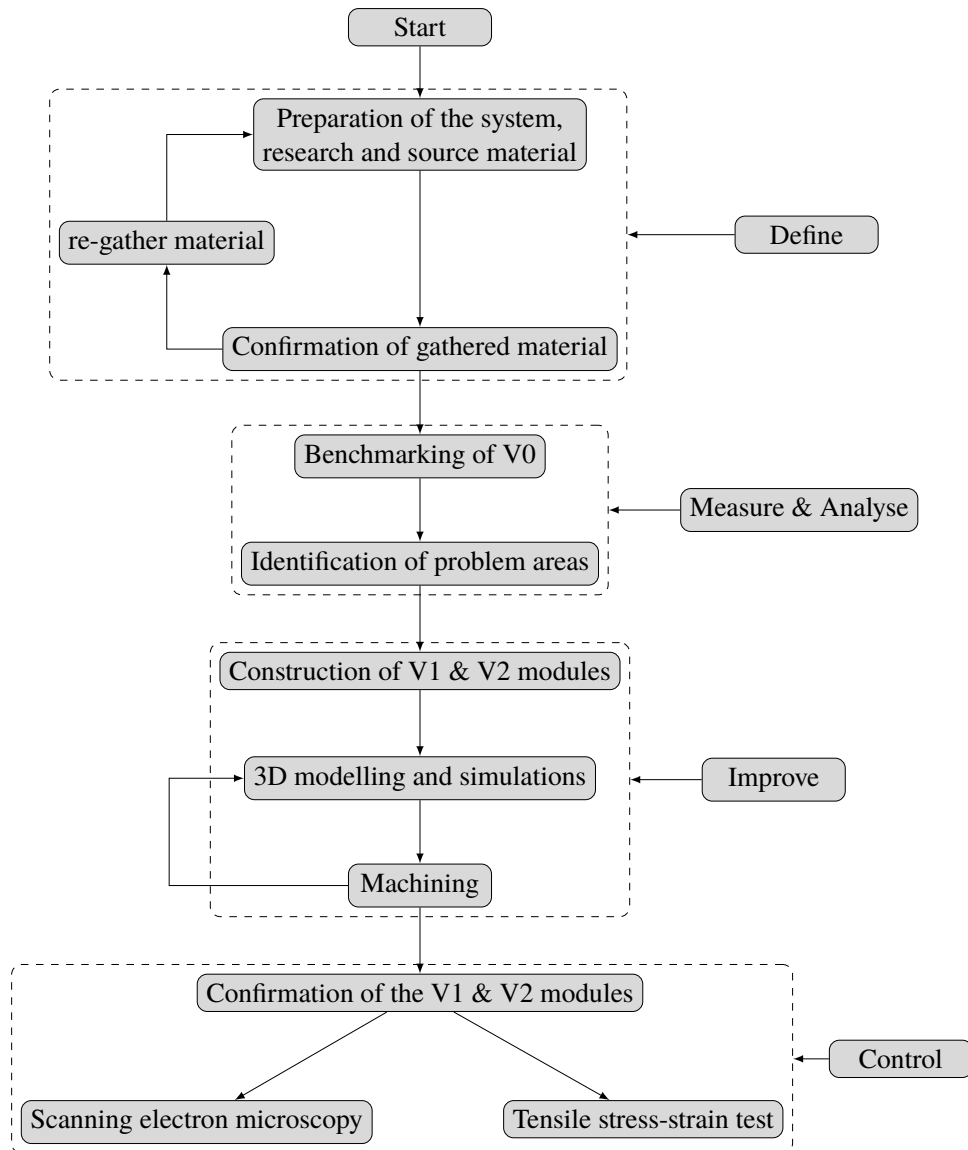 Start
Preparation of the system,
research and source material
re-gather material
Define
Confirmation of gathered material
Benchmarking of V0
Measure & Analyse
Identification of problem areas
Construction of V1 & V2 modules
3D modelling and simulations
Improve
Machining
Confirmation of the V1 & V2 modules
Control
Scanning electron microscopy
Tensile stress-strain test